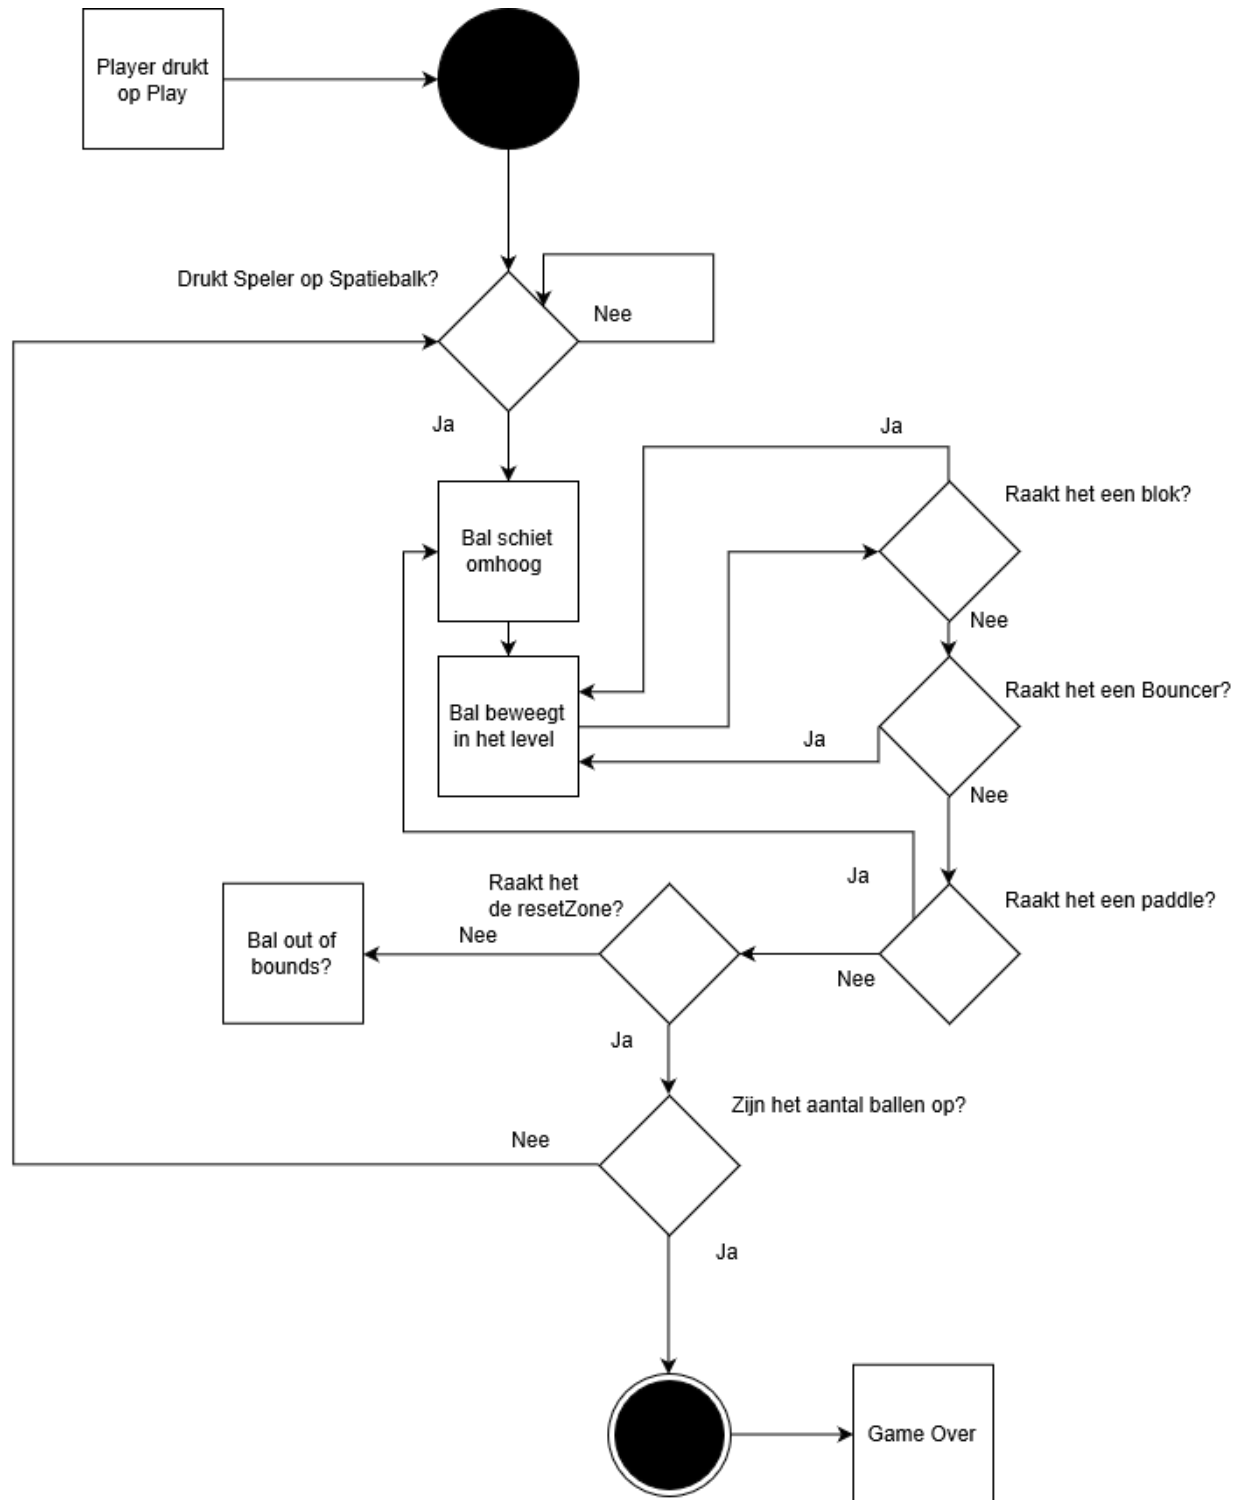 Player drukt
op Play
Drukt Speler op Spatiebalk?
Nee
Ja
Ja
Raakt het een blok?
Bal schiet
omhoog
Nee
Raakt het een Bouncer?
Bal beweegt
in het level
Ja
Nee
Ja
Raakt het
de resetZone?
Raakt het een paddle?
Nee
Bal out of
bounds?
Nee
Ja
Zijn het aantal ballen op?
Nee
Ja
Game Over